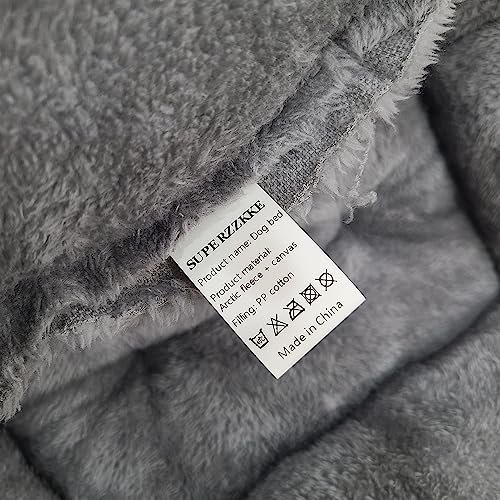 SUPERZZKKE
Product name: Dog bed
Product material:
Arctic fleece + canvas
Filling: PP cotton
Made in China